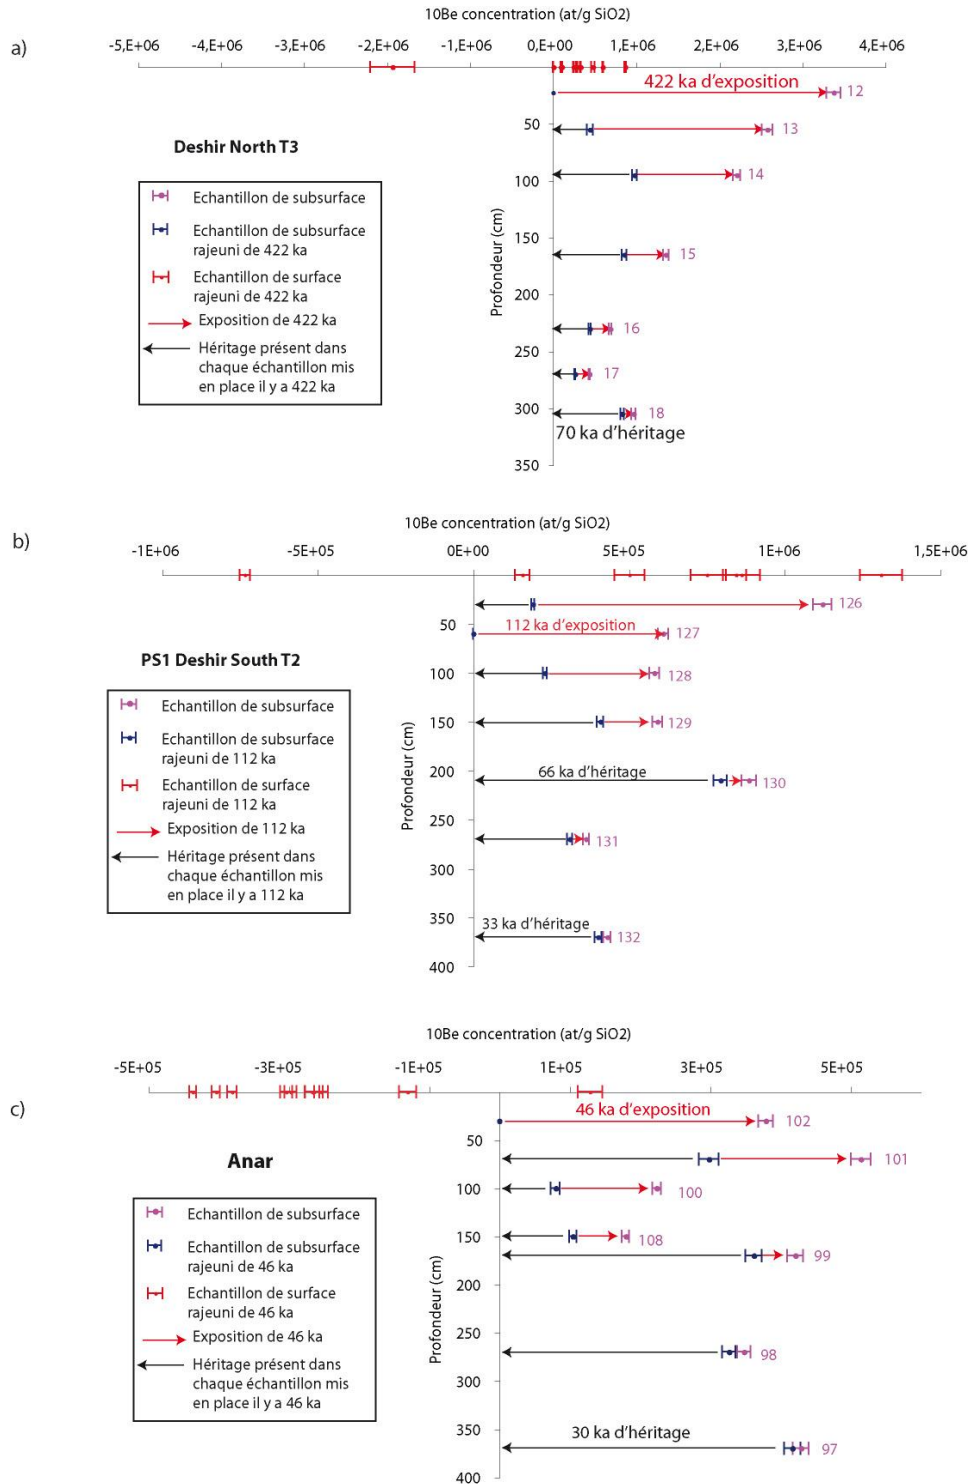 10Be concentration (at/g SiO2)
a)
-5,E+06 -4,E+06 -3,E+06 -2,E+06 -1,E+06 0,E+00 1,E+06 2,E+06 3,E+06 4,E+06
422 ka d'exposition
12
50
13
Deshir North T3
100
14
Echantillon de subsurface
Echantillon de subsurface
rajeuni de 422 ka
Echantillon de surface
rajeuni de 422 ka
Exposition de 422 ka
Héritage présent dans
chaque échantillon mis
en place il y a 422 ka
Profondeur (cm)
150
15
200
16
250
17
300
18
70 ka d'héritage
350
10Be concentration (at/g SiO2)
b)
-1E+06 -5E+05 0E+00 5E+05 1E+06 1,5E+06
126
50
112 ka d'exposition
127
PS1 Deshir South T2
100
128
Echantillon de subsurface
Echantillon de subsurface
rajeuni de 112 ka
Echantillon de surface
rajeuni de 112 ka
Exposition de 112 ka
Héritage présent dans
chaque échantillon mis
en place il y a 112 ka
Profondeur (cm)
150
129
200
66 ka d'héritage
130
250
131
300
350
33 ka d'héritage
132
400
10Be concentration (at/g SiO2)
-5E+05 -3E+05 -1E+05 1E+05 3E+05 5E+05
c)
46 ka d'exposition
102
50
Anar
101
100
100
Echantillon de subsurface
Echantillon de subsurface
rajeuni de 46 ka
Echantillon de surface
rajeuni de 46 ka
Exposition de 46 ka
Héritage présent dans
chaque échantillon mis
en place il y a 46 ka
Profondeur (cm)
150
108
99
200
250
98
300
350
30 ka d'héritage
97
400